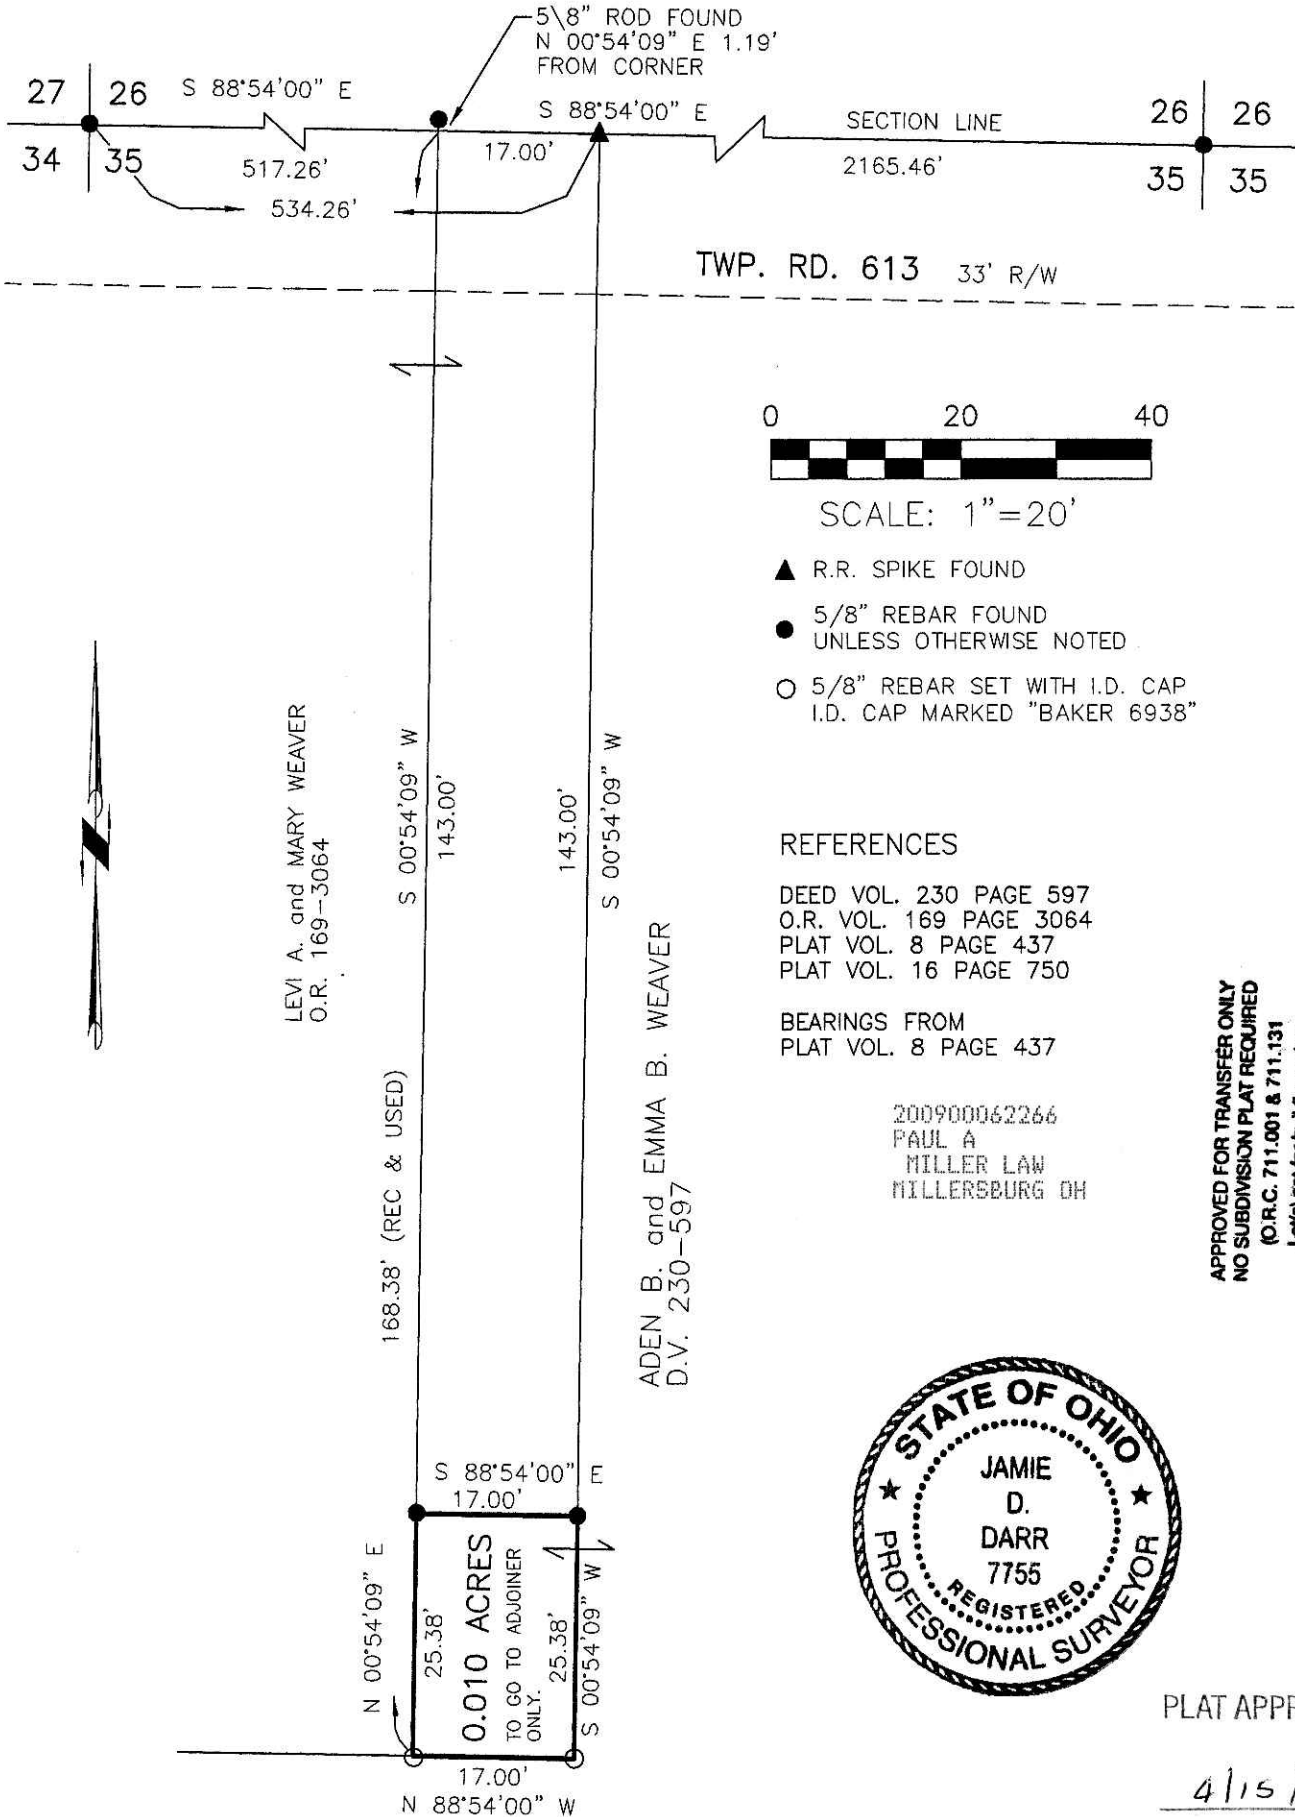 5\8" ROD FOUND
N 00°54'09" E 1.19'
FROM CORNER
27 26 S 88°54'00" E
S 88°54'00" E
SECTION LINE
26 26
34 35
517.26'
17.00'
2165.46'
35 35
534.26'
TWP. RD. 613 33' R/W
0 20 40
SCALE: 1"=20'
R.R. SPIKE FOUND
5/8" REBAR FOUND
UNLESS OTHERWISE NOTED
5/8" REBAR SET WITH I.D. CAP
I.D. CAP MARKED "BAKER 6938"
LEVI A. and MARY WEAVER
O.R. 169-3064
S 00°54'09" W
143.00'
143.00'
S 00°54'09" W
168.38' (REC & USED)
ADEN B. and EMMA B. WEAVER
D.V. 230-597
REFERENCES
DEED VOL. 230 PAGE 597
O.R. VOL. 169 PAGE 3064
PLAT VOL. 8 PAGE 437
PLAT VOL. 16 PAGE 750
BEARINGS FROM
PLAT VOL. 8 PAGE 437
200900062266
PAUL A
MILLER LAW
MILLERSBURG OH
APPROVED FOR TRANSFER ONLY
NO SUBDIVISION PLAT REQUIRED
(O.R.C. 711.001 & 711.131
STATE OF OHIO
JAMIE
D.
DARR
7755
REGISTERED
PROFESSIONAL SURVEYOR
S 88°54'00" E
17.00'
N 00°54'09" E
25.38'
0.010 ACRES
TO GO TO ADJOINER
ONLY.
25.38'
S 00°54'09" W
17.00'
N 88°54'00" W
PLAT APPR
4/15/